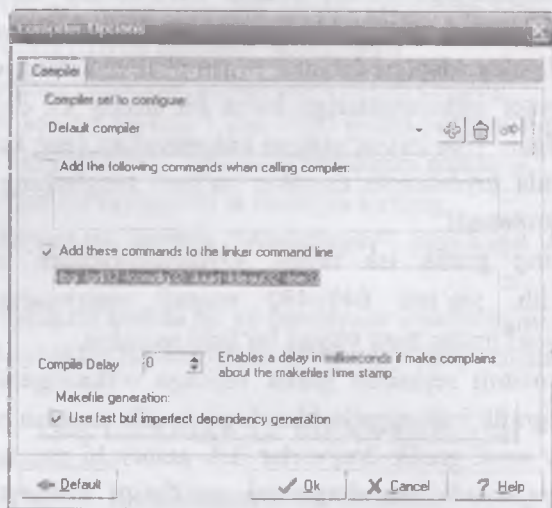 Compiler Options
Compiler
Compiler set to configure:
Default compiler
Add the following commands when calling compiler:
Add these commands to the linker command line
Compile Delay 0 Enables a delay in milliseconds if make complains
about the makefiles time stamp.
Makefile generation:
Use fast but imperfect dependency generation
Default Ok Cancel Help